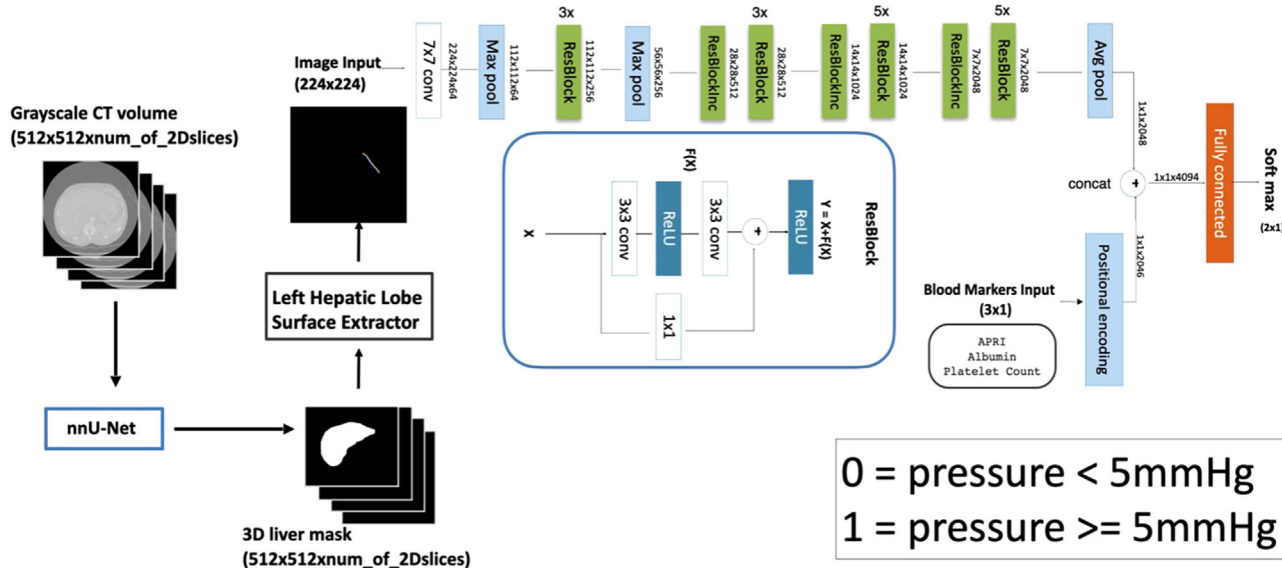 Grayscale CT volume
(512x512xnum_of_2Dslices)
nnU-Net
3D liver mask
(512x512xnum_of_2Dslices)
Left Hepatic Lobe
Surface Extractor
Image Input
(224x224)
7x7 conv
224x224x64
Max pool
112x112x64
3x
ResBlock
112x112x256
Max pool
56x56x256
ResBlockInc
28x28x512
3x
ResBlock
28x28x512
ResBlockInc
14x14x1024
5x
ResBlock
14x14x1024
ResBlockInc
7x7x2048
5x
ResBlock
7x7x2048
Avg pool
1x1x2048
concat
+
1x1x4094
Fully connected
Soft max
(2x1)
1x1x2046
Positional encoding
Blood Markers Input
(3x1)
APRI
Albumin
Platelet Count
F(X)
X
3x3 conv
ReLU
3x3 conv
+
ReLU
Y = X+F(X)
ResBlock
1x1
0 = pressure < 5mmHg
1 = pressure >= 5mmHg